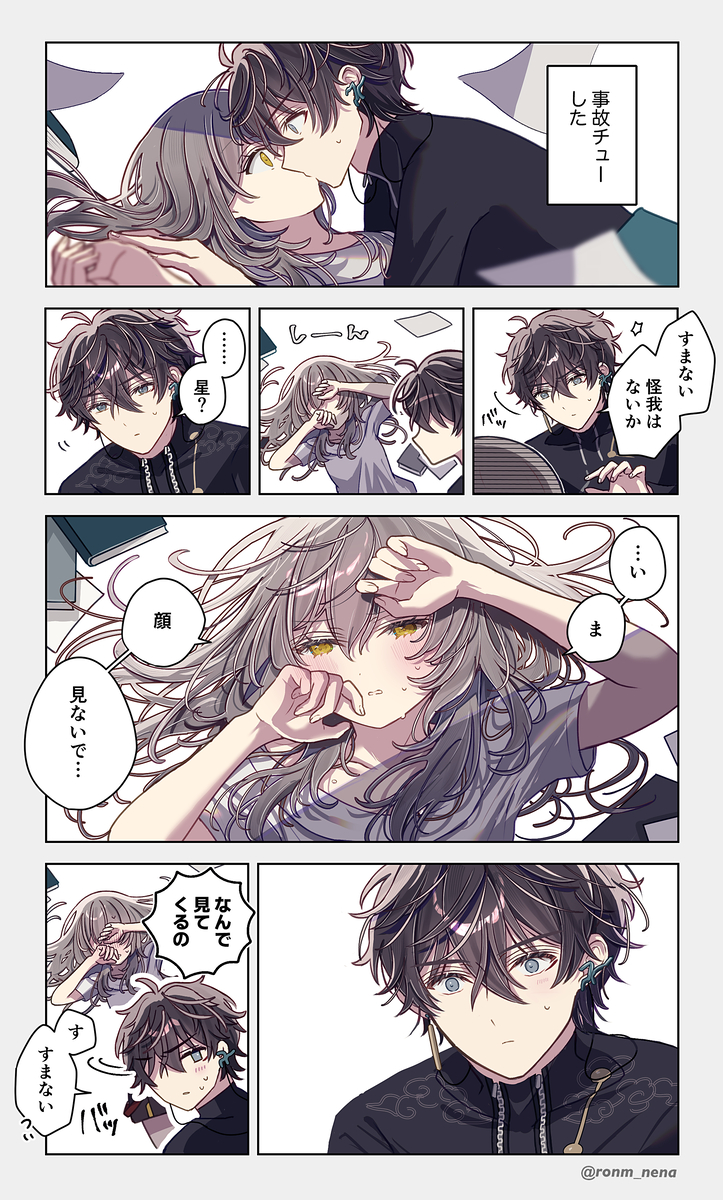 事故チュー
した
すまない
怪我は
ないか
バッ
しーん
……
星？
…い
ま
顔
見ないで…
なんで
見て
くるの
す
すまない
バッ
つい
@ronm_nena